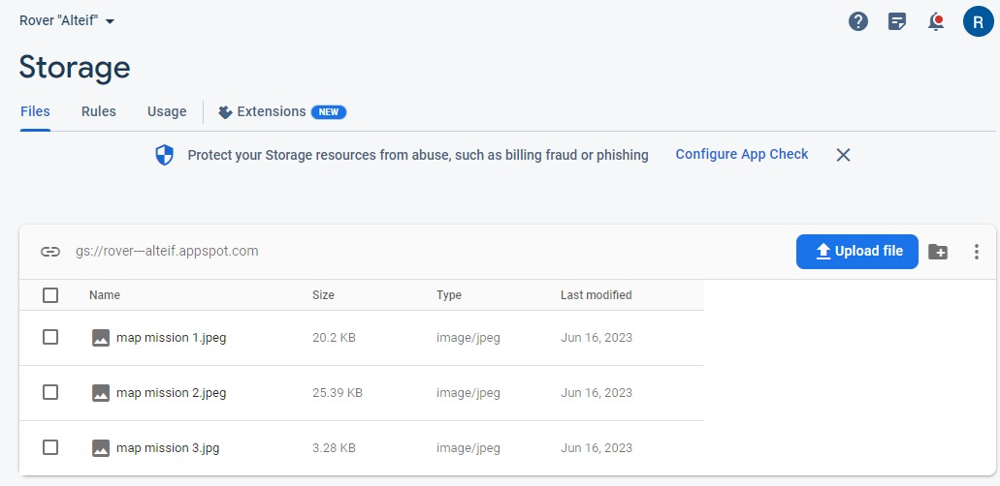 Rover "Alteif"
R
Storage
Files Rules Usage Extensions NEW
Protect your Storage resources from abuse, such as billing fraud or phishing Configure App Check
gs://rover---alteif.appspot.com Upload file
Name Size Type Last modified
map mission 1.jpeg 20.2 KB image/jpeg Jun 16, 2023
map mission 2.jpeg 25.39 KB image/jpeg Jun 16, 2023
map mission 3.jpg 3.28 KB image/jpeg Jun 16, 2023